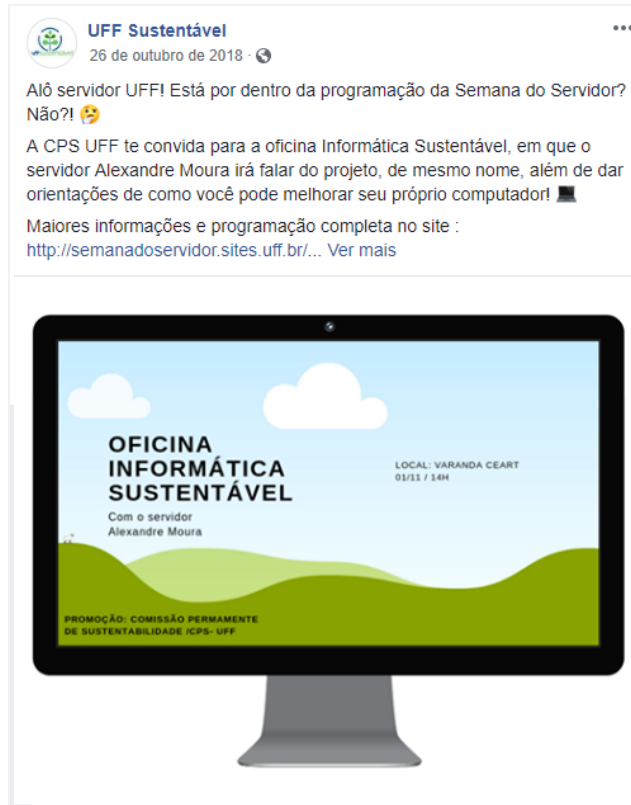 UFF Sustentável
26 de outubro de 2018 ·
Alô servidor UFF! Está por dentro da programação da Semana do Servidor?
Não?! 🤔
A CPS UFF te convida para a oficina Informática Sustentável, em que o
servidor Alexandre Moura irá falar do projeto, de mesmo nome, além de dar
orientações de como você pode melhorar seu próprio computador! 💻
Maiores informações e programação completa no site :
http://semanadoservidor.sites.uff.br/... Ver mais
OFICINA
INFORMÁTICA
SUSTENTÁVEL
Com o servidor
Alexandre Moura
LOCAL: VARANDA CEART
01/11 / 14H
PROMOÇÃO: COMISSÃO PERMAMENTE
DE SUSTENTABILIDADE /CPS- UFF